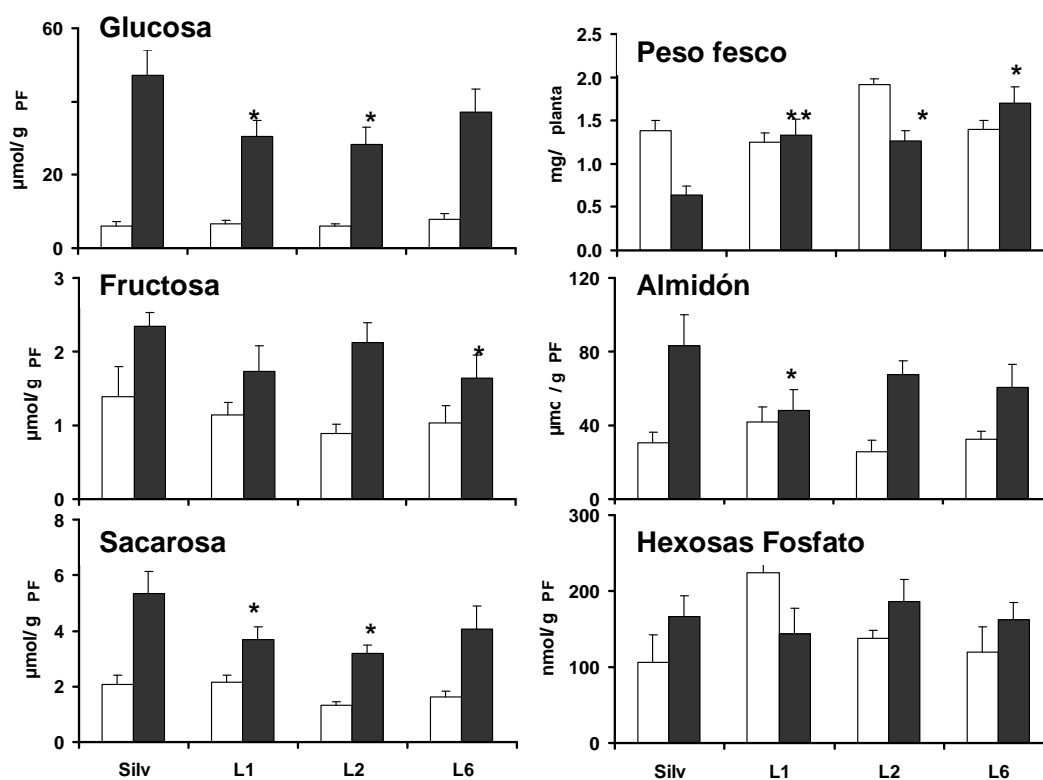 Glucosa
60
40
20
0
µmol/g PF
*
*
Peso fesco
2.5
2.0
1.5
1.0
0.5
0.0
mg/ planta
**
*
*
Fructosa
3
2
1
0
µmol/g PF
*
Almidón
120
80
40
0
µmc /g PF
*
Sacarosa
8
6
4
2
0
µmol/g PF
*
*
Silv L1 L2 L6
Hexosas Fosfato
300
200
100
0
nmol/g PF
Silv L1 L2 L6